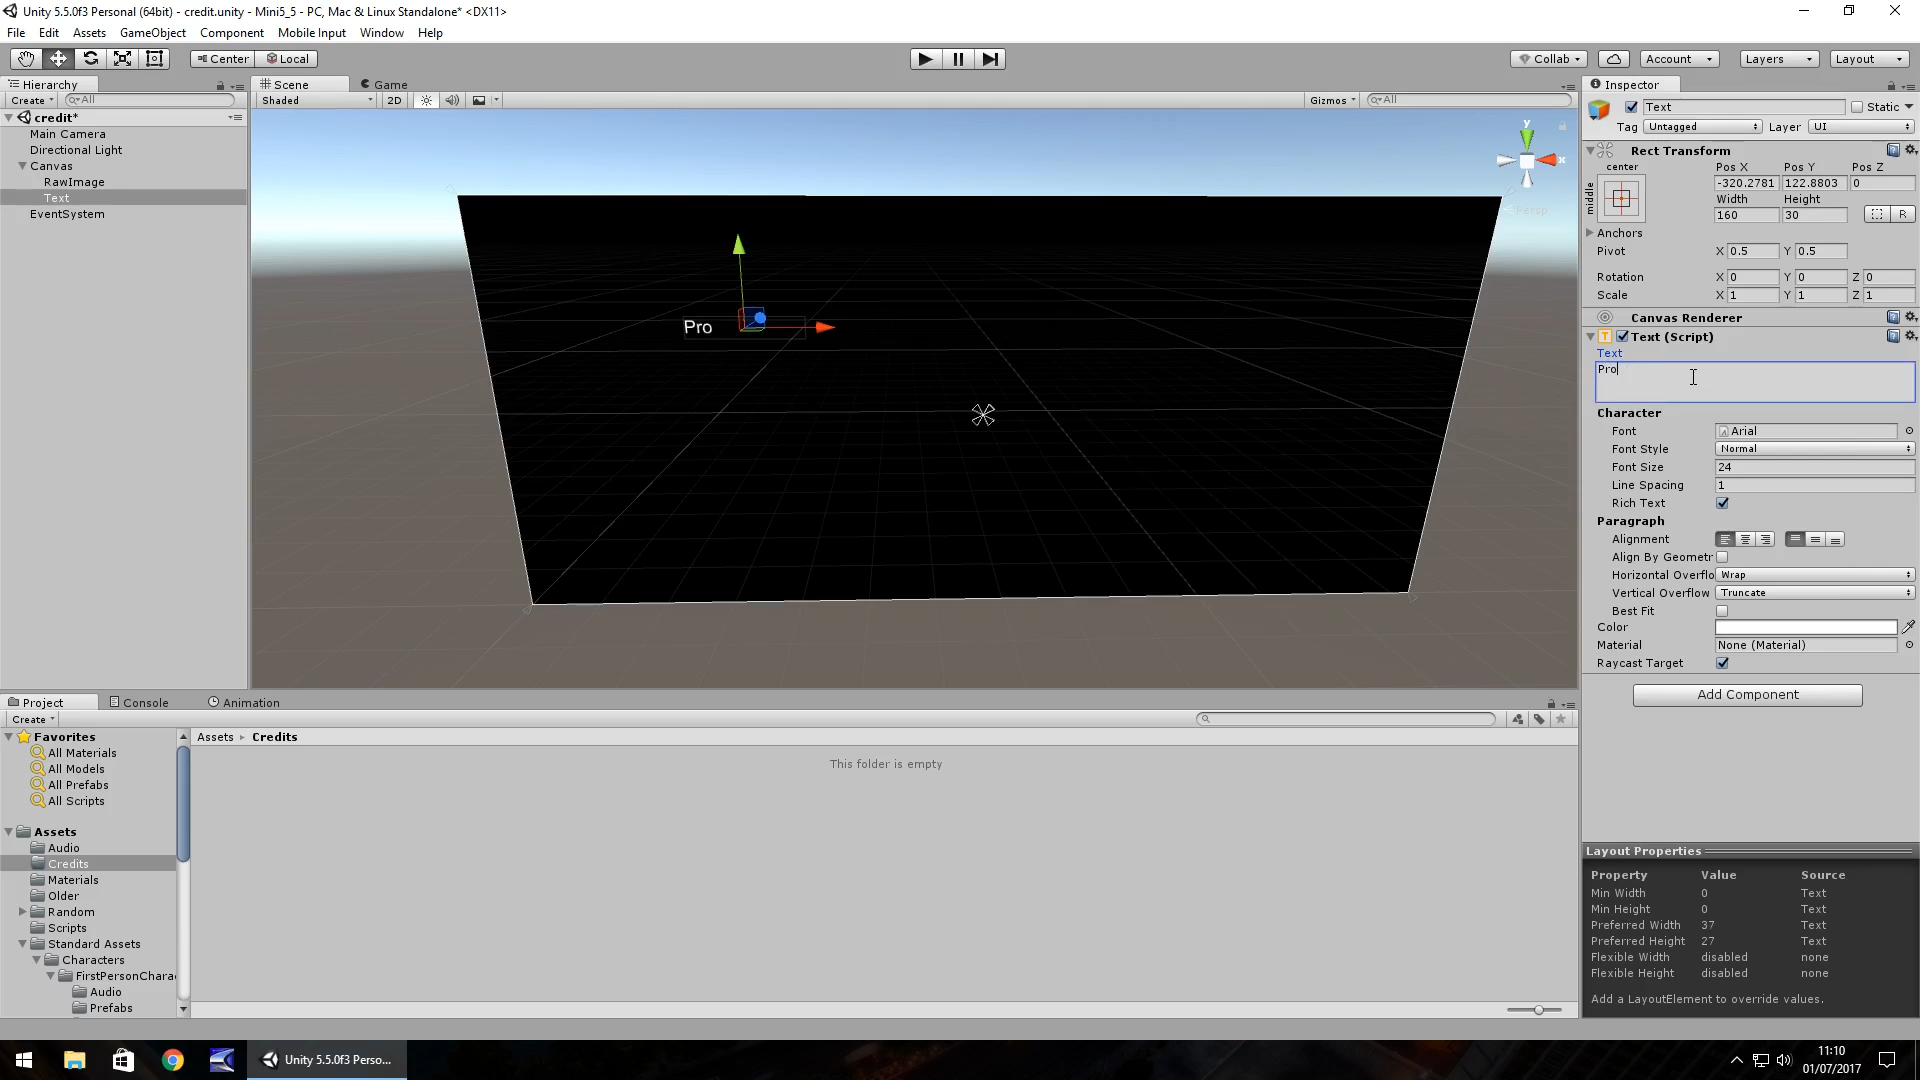 Unity 5.5.0f3 Personal (64bit) - credit.unity - Mini5_5 - PC, Mac & Linux Standalone* <DX11>
File Edit Assets GameObject Component Mobile Input Window Help
Center Local Collab Account Layers Layout
Hierarchy
Create All
credit*
Main Camera
Directional Light
Canvas
RawImage
Text
EventSystem
Scene Game
Shaded 2D Gizmos All
y
x
Persp
Pro
Inspector
Text Static
Tag Untagged Layer UI
Rect Transform
center
middle
Pos X Pos Y Pos Z
-320.2781 122.8803 0
Width Height
160 30 R
Anchors
Pivot X 0.5 Y 0.5
Rotation X 0 Y 0 Z 0
Scale X 1 Y 1 Z 1
Canvas Renderer
Text (Script)
Text
Pro
Character
Font Arial
Font Style Normal
Font Size 24
Line Spacing 1
Rich Text
Paragraph
Alignment
Align By Geometr
Horizontal Overflo Wrap
Vertical Overflow Truncate
Best Fit
Color
Material None (Material)
Raycast Target
Add Component
Layout Properties
Property Value Source
Min Width 0 Text
Min Height 0 Text
Preferred Width 37 Text
Preferred Height 27 Text
Flexible Width disabled none
Flexible Height disabled none
Add a LayoutElement to override values.
Project Console Animation
Create
Favorites
All Materials
All Models
All Prefabs
All Scripts
Assets
Audio
Credits
Materials
Older
Random
Scripts
Standard Assets
Characters
FirstPersonChara
Audio
Prefabs
Assets Credits
This folder is empty
Unity 5.5.0f3 Perso...
11:10
01/07/2017